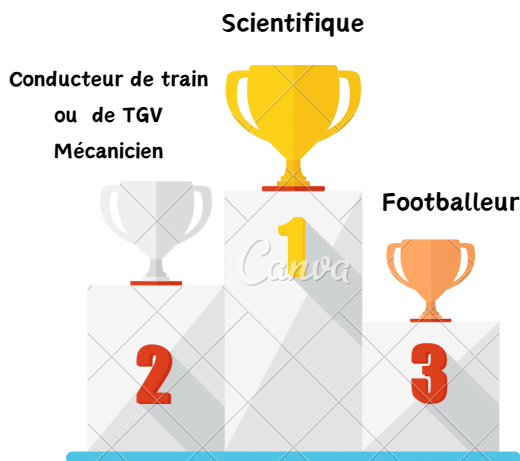 Scientifique
Conducteur de train
ou de TGV
Mécanicien
Footballeur
1
Canva
2
3